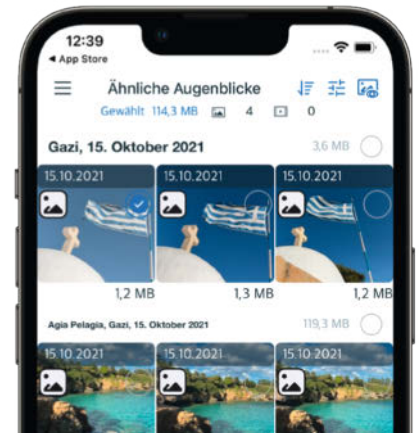 12:39
◀ App Store
Ähnliche Augenblicke
Gewählt 114,3 MB 4 0
Gazi, 15. Oktober 2021 3,6 MB
15.10.2021 15.10.2021 15.10.2021
1,2 MB 1,3 MB 1,2 MB
Agia Pelagia, Gazi, 15. Oktober 2021 119,3 MB
15.10.2021 15.10.2021 15.10.2021